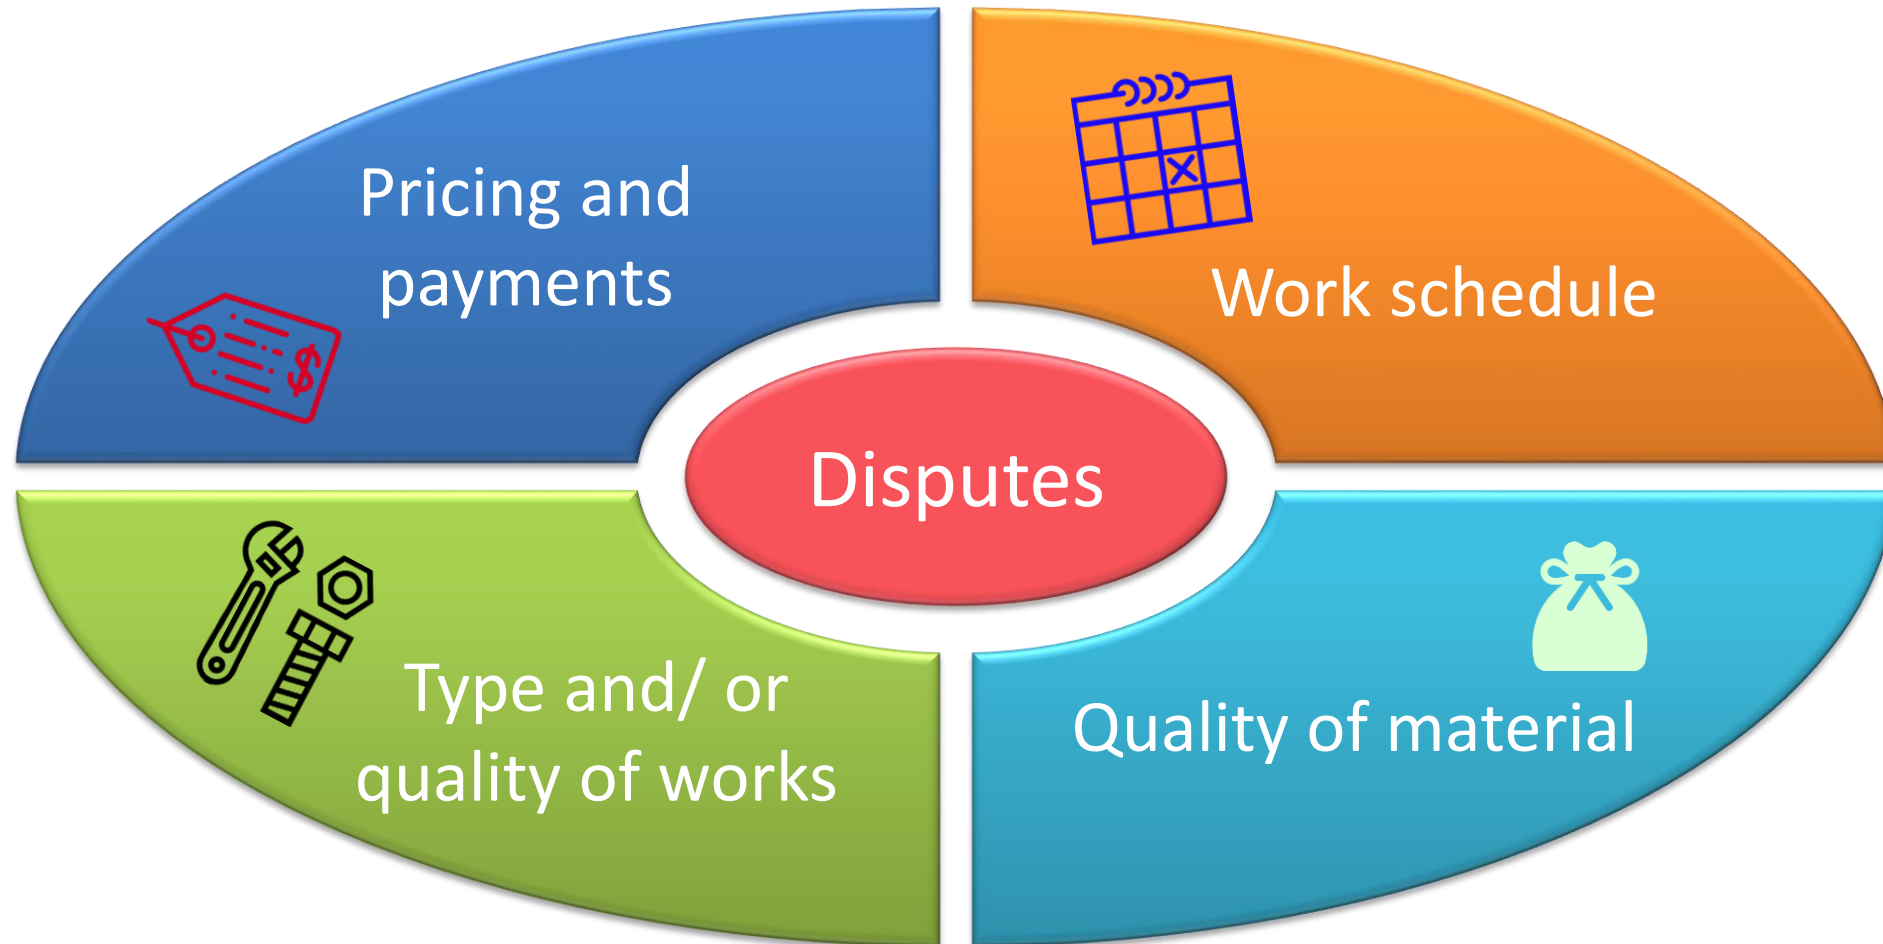 Pricing and
payments
Work schedule
Disputes
Type and/ or
quality of works
Quality of material